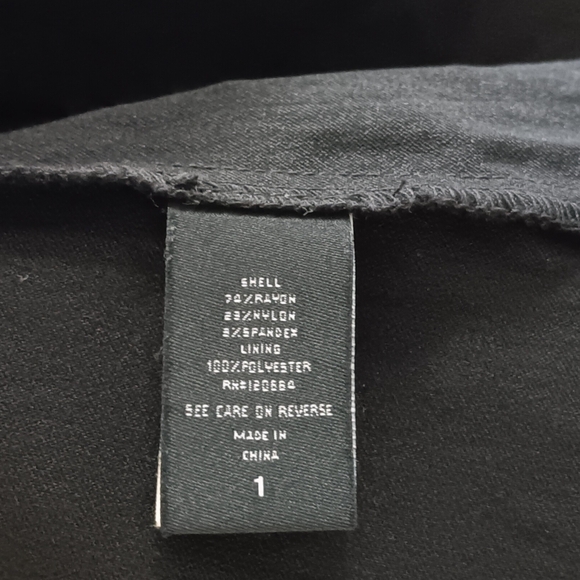 SHELL
74%RAYON
23%NYLON
3%SPANDEX
LINING
100%POLYESTER
RN#120664
SEE CARE ON REVERSE
MADE IN
CHINA
1